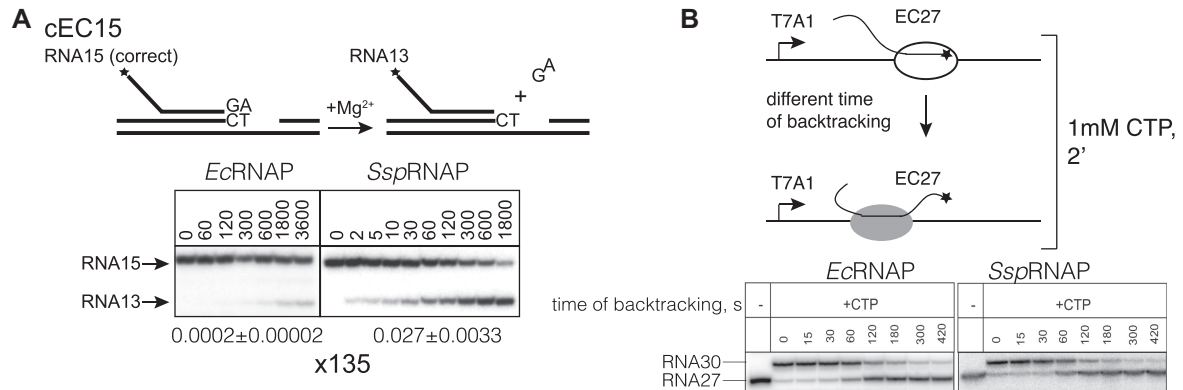 A
cEC15
RNA15 (correct)
GA
CT
+Mg²⁺
RNA13
+
GA
CT
EcRNAP SspRNAP
0 60 120 300 600 1800 3600 0 2 5 10 30 60 120 300 600 1800
RNA15
RNA13
0.0002±0.00002 0.027±0.0033
x135
B
T7A1 EC27
different time
of backtracking
1mM CTP,
2'
T7A1 EC27
EcRNAP SspRNAP
time of backtracking, s - +CTP - +CTP
0 15 30 60 120 180 300 420 0 15 30 60 120 180 300 420
RNA30
RNA27